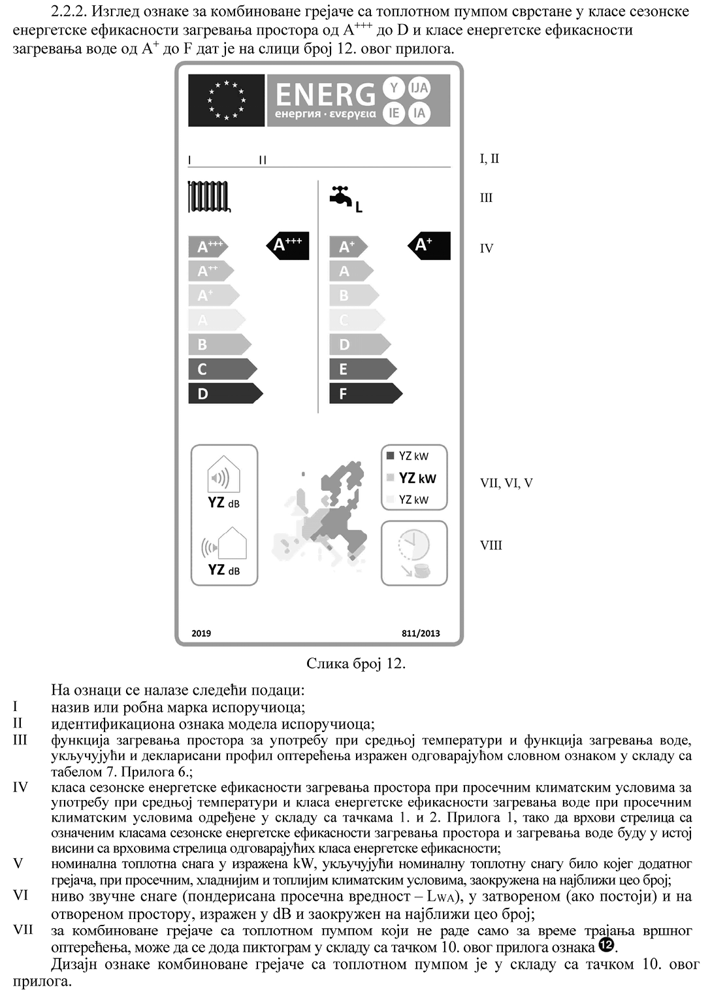 2.2.2. Изглед ознаке за комбиноване грејаче са топлотном пумпом сврстане у класе сезонске
енергетске ефикасности загревања простора од A+++ до D и класе енергетске ефикасности
загревања воде од A+ до F дат је на слици број 12. овог прилога.
ENERG
енергия · ενεργεια
Y IJA
IE IA
I II
I, II
L
III
A+++ A+++ A+ A+
IV
A++ A
A+ B
A C
B D
C E
D F
YZ kW
YZ kW
YZ dB
YZ kW
VII, VI, V
VIII
YZ dB
2019 811/2013
Слика број 12.
На ознаци се налазе следећи подаци:
I назив или робна марка испоручиоца;
II идентификациона ознака модела испоручиоца;
III функција загревања простора за употребу при средњој температури и функција загревања воде,
укључујући и декларисани профил оптерећења изражен одговарајућом словном ознаком у складу са
табелом 7. Прилога 6.;
IV класа сезонске енергетске ефикасности загревања простора при просечним климатским условима за
употребу при средњој температури и класа енергетске ефикасности загревања воде при просечним
климатским условима одређене у складу са тачкама 1. и 2. Прилога 1, тако да врхови стрелица са
означеним класама сезонске енергетске ефикасности загревања простора и загревања воде буду у истој
висини са врховима стрелица одговарајућих класа енергетске ефикасности;
V номинална топлотна снага у изражена kW, укључујући номиналну топлотну снагу било којег додатног
грејача, при просечним, хладнијим и топлијим климатским условима, заокружена на најближи цео број;
VI ниво звучне снаге (пондерисана просечна вредност – LWA), у затвореном (ако постоји) и на
отвореном простору, изражен у dB и заокружен на најближи цео број;
VII за комбиноване грејаче са топлотном пумпом који не раде само за време трајања вршног
оптерећења, може да се дода пиктограм у складу са тачком 10. овог прилога ознака 12.
Дизајн ознаке комбиноване грејаче са топлотном пумпом је у складу са тачком 10. овог
прилога.